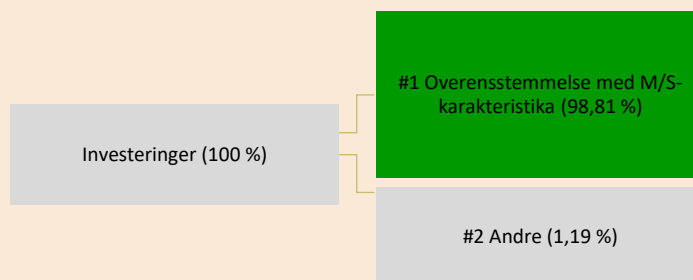 #1 Overensstemmelse med M/S-
karakteristika (98,81 %)
Investeringer (100 %)
#2 Andre (1,19 %)